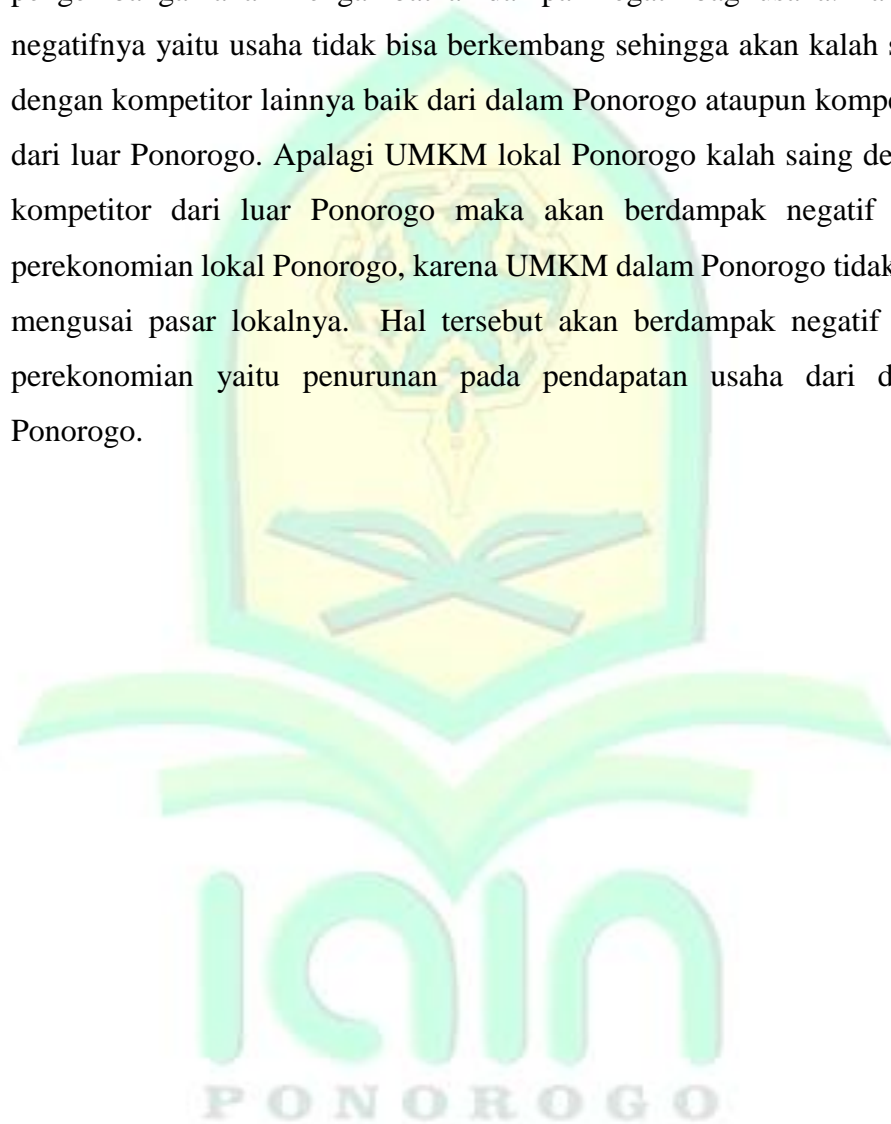 negatifnya yaitu usaha tidak bisa berkembang sehingga akan kalah
dengan kompetitor lainnya baik dari dalam Ponorogo ataupun
dari luar Ponorogo. Apalagi UMKM lokal Ponorogo kalah saing
kompetitor dari luar Ponorogo maka akan berdampak negatif
perekonomian lokal Ponorogo, karena UMKM dalam Ponorogo tidak
mengusai pasar lokalnya. Hal tersebut akan berdampak negatif
perekonomian yaitu penurunan pada pendapatan usaha dari
Ponorogo.
iain
PONOROGO